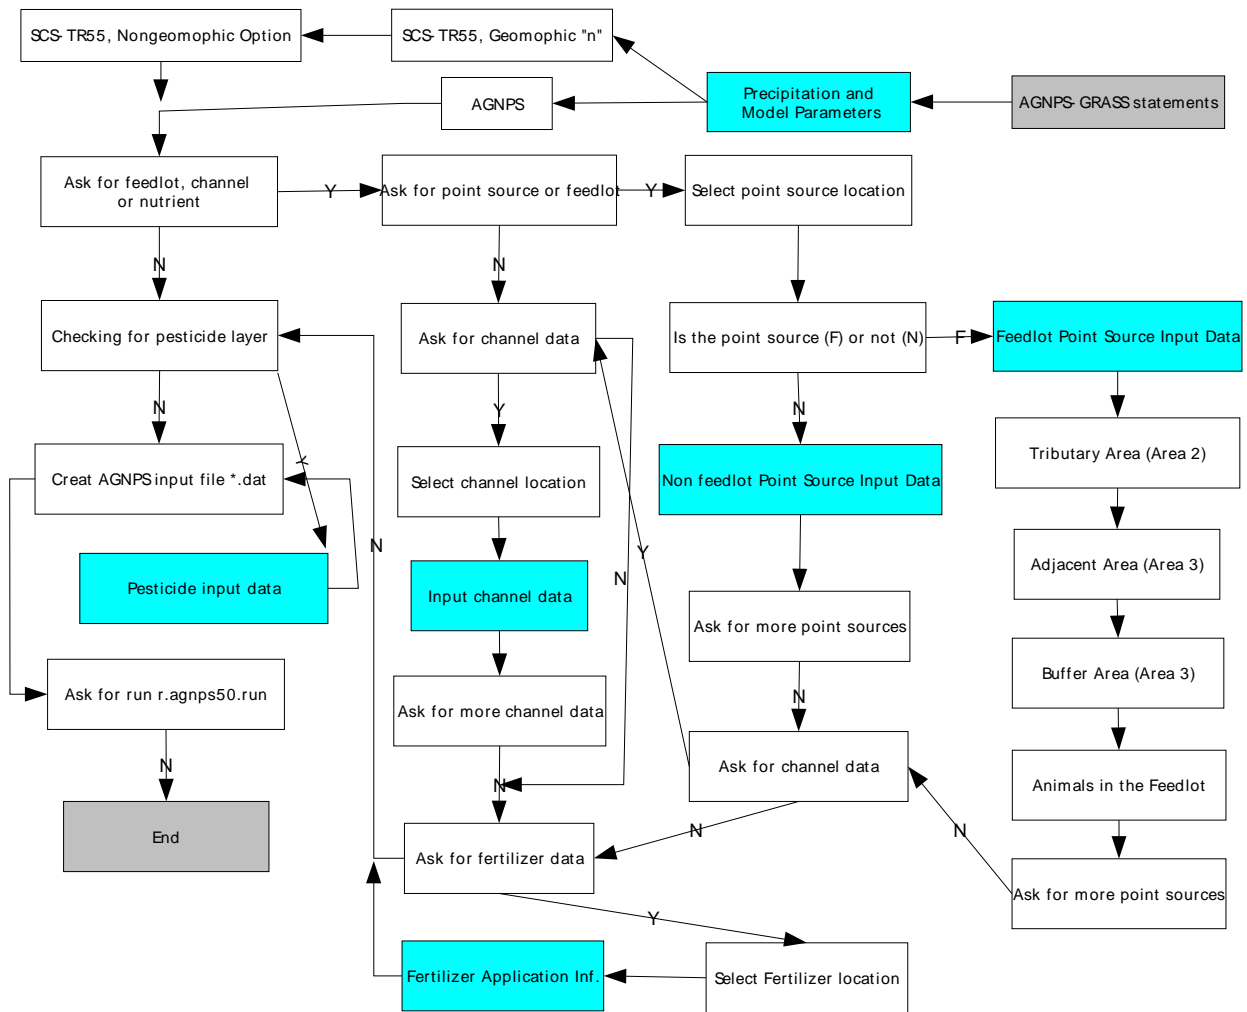 SCS-TR55, Nongeomophic Option
SCS-TR55, Geomophic "n"
AGNPS
Precipitation and
Model Parameters
AGNPS-GRASS statements
Ask for feedlot, channel
or nutrient
Y
Ask for point source or feedlot
Y
Select point source location
N
N
Checking for pesticide layer
Ask for channel data
Is the point source (F) or not (N)
F
Feedlot Point Source Input Data
N
Y
N
Y
Creat AGNPS input file *.dat
Select channel location
Non feedlot Point Source Input Data
Tributary Area (Area 2)
N
Y
N
Pesticide input data
Input channel data
Ask for more point sources
Adjacent Area (Area 3)
Ask for run r.agnps50.run
Ask for more channel data
N
Buffer Area (Area 3)
N
N
Ask for channel data
Animals in the Feedlot
End
Ask for fertilizer data
N
N
Ask for more point sources
Y
Fertilizer Application Inf.
Select Fertilizer location